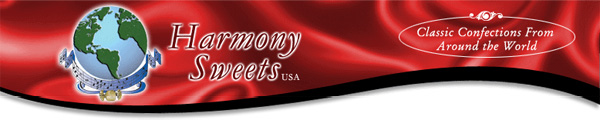 Harmony
Sweets USA
Classic Confections From
Around the World